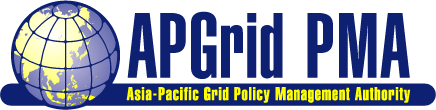 APGrid PMA
Asia-Pacific Grid Policy Management Authority